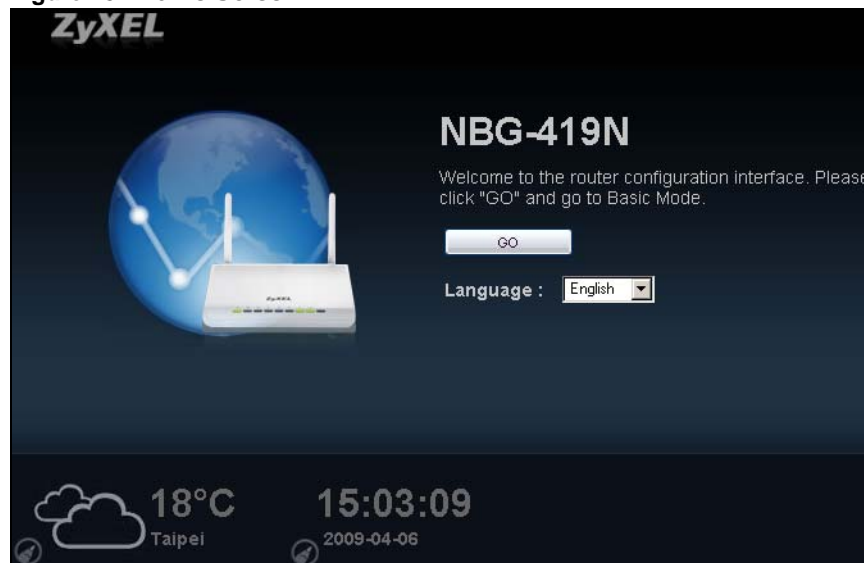 ZyXEL
NBG-419N
Welcome to the router configuration interface. Please
click "GO" and go to Basic Mode.
GO
Language : English
ZyXEL
18°C
Taipei
15:03:09
2009-04-06